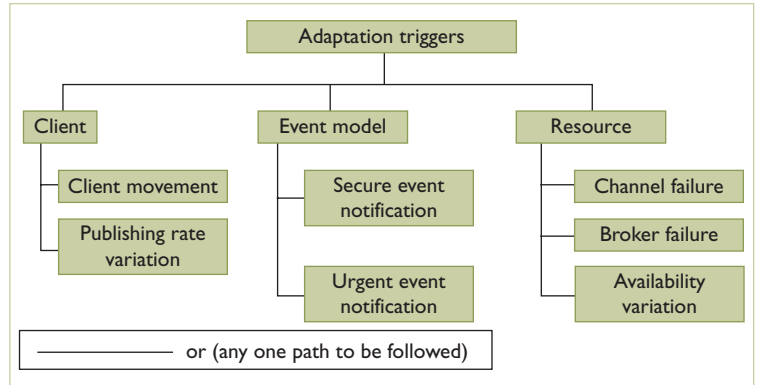 Adaptation triggers
Client
Event model
Resource
Client movement
Publishing rate
variation
Secure event
notification
Urgent event
notification
Channel failure
Broker failure
Availability
variation
or (any one path to be followed)